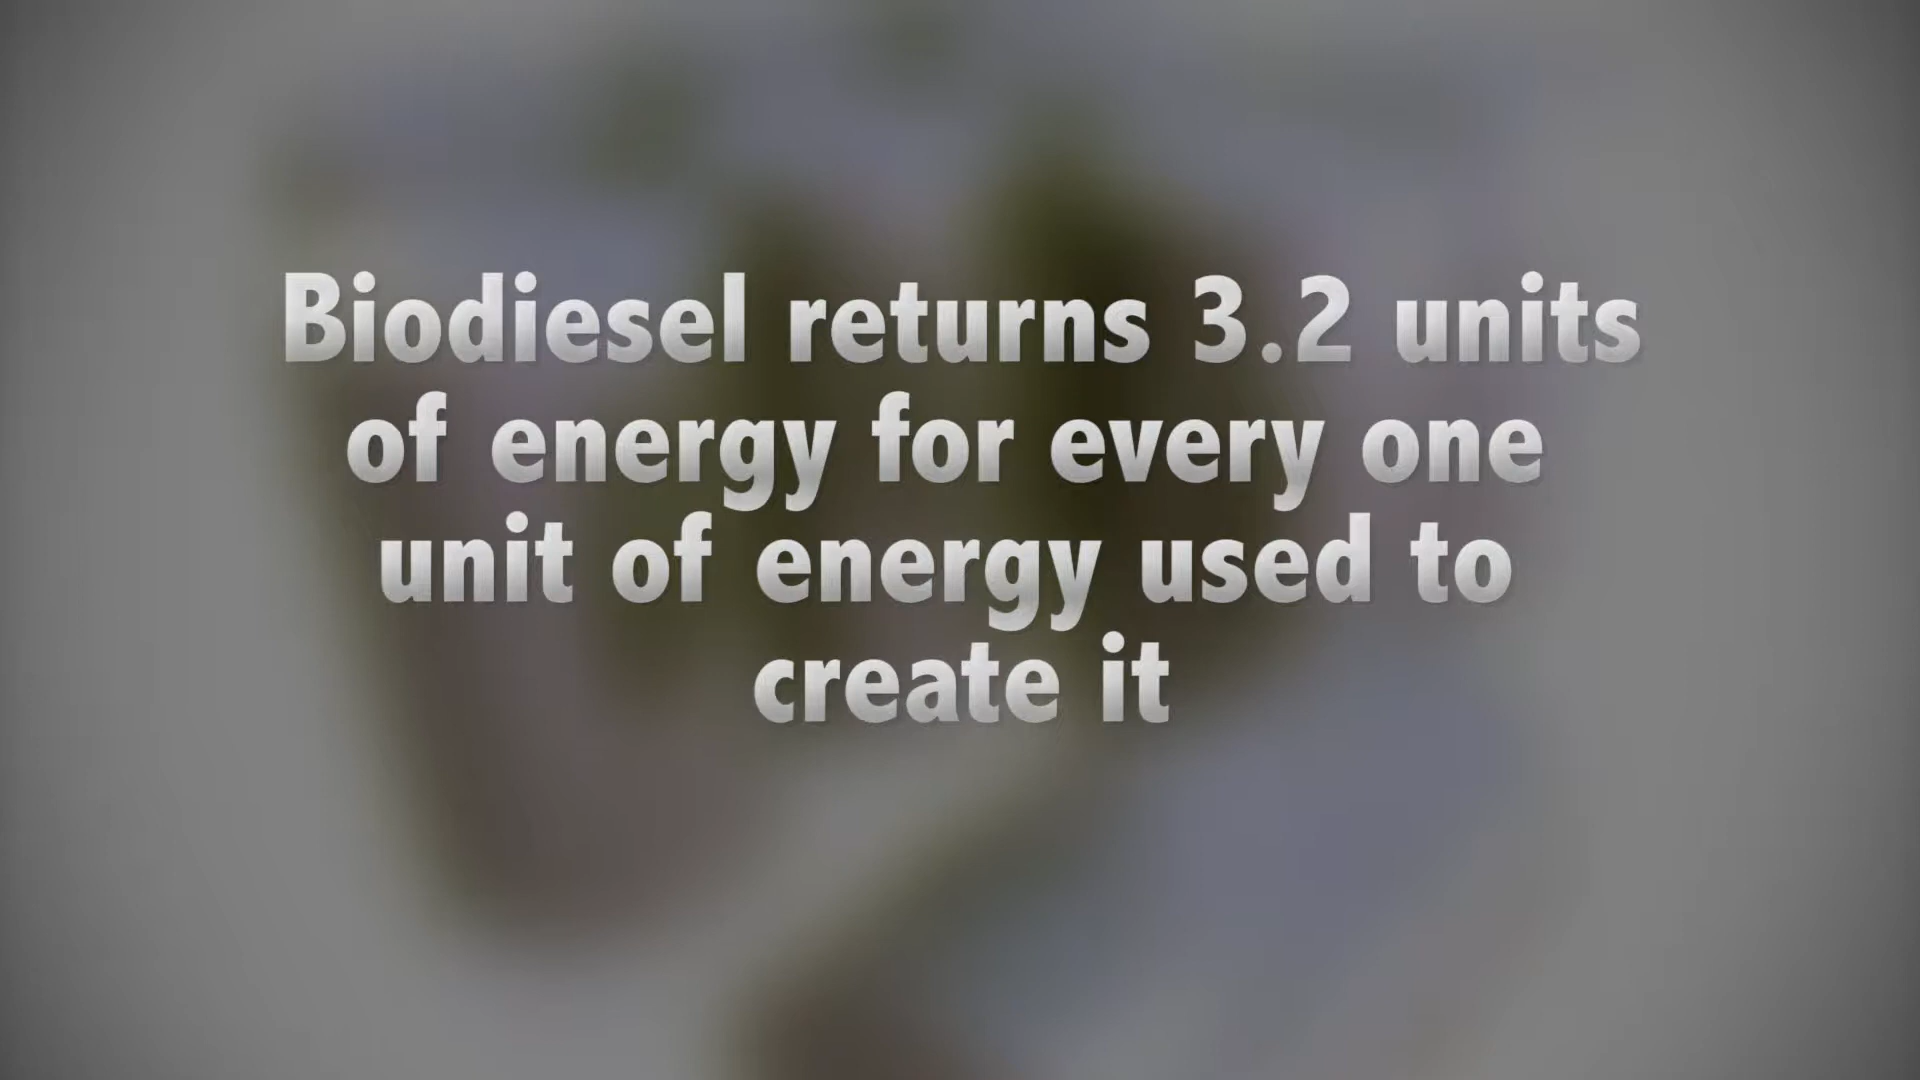 Biodiesel returns 3.2 units
of energy for every one
unit of energy used to
create it